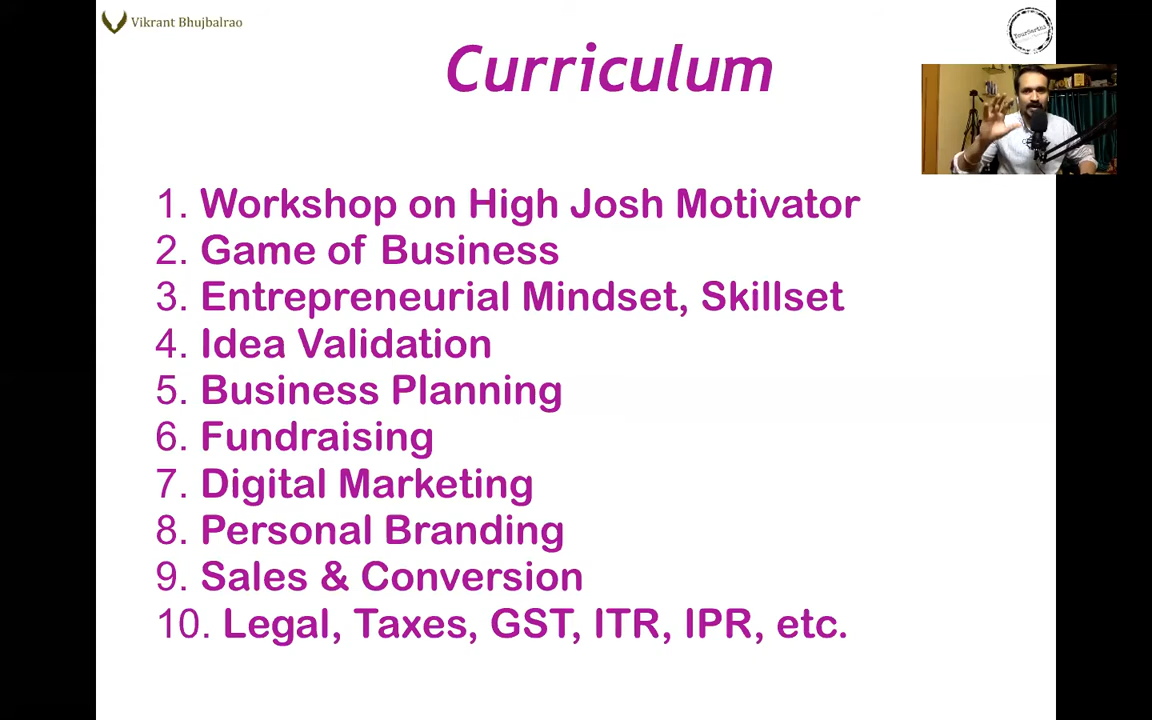 Vikrant Bhujbalrao
Curriculum
1. Workshop on High Josh Motivator
2. Game of Business
3. Entrepreneurial Mindset, Skillset
4. Idea Validation
5. Business Planning
6. Fundraising
7. Digital Marketing
8. Personal Branding
9. Sales & Conversion
10. Legal, Taxes, GST, ITR, IPR, etc.